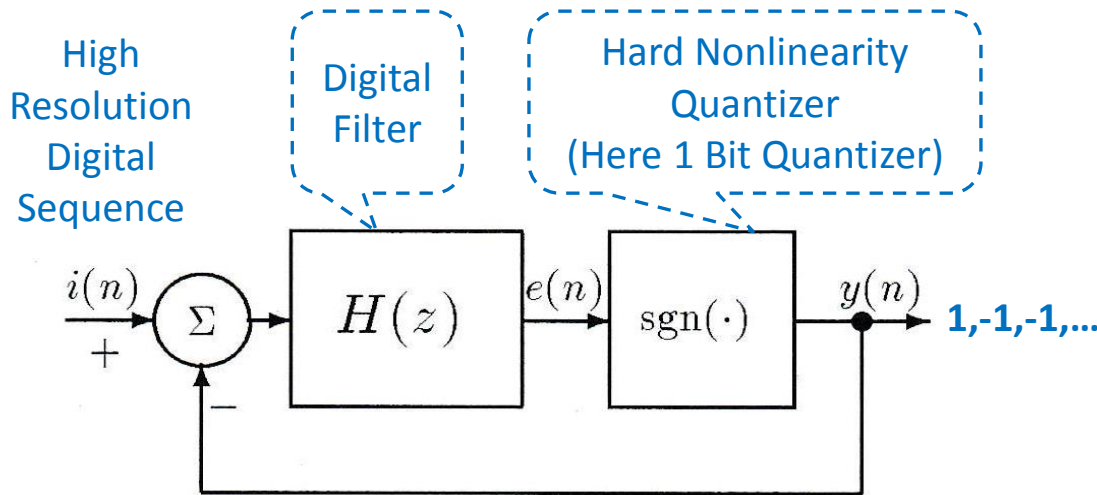 High
Resolution
Digital
Sequence
Digital
Filter
Hard Nonlinearity
Quantizer
(Here 1 Bit Quantizer)
i(n)
+
Σ
−
H(z)
e(n)
sgn(·)
y(n)
1,-1,-1,...